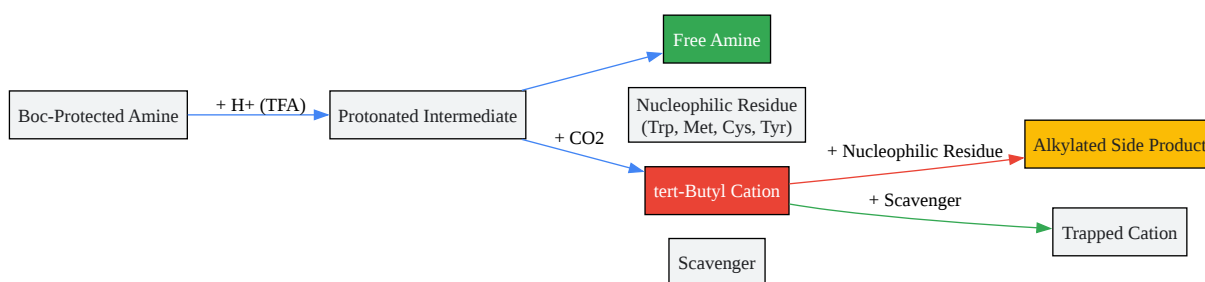 Free Amine
Boc-Protected Amine
+ H+ (TFA)
Protonated Intermediate
Nucleophilic Residue
(Trp, Met, Cys, Tyr)
+ CO2
tert-Butyl Cation
+ Nucleophilic Residue
Alkylated Side Product
+ Scavenger
Trapped Cation
Scavenger